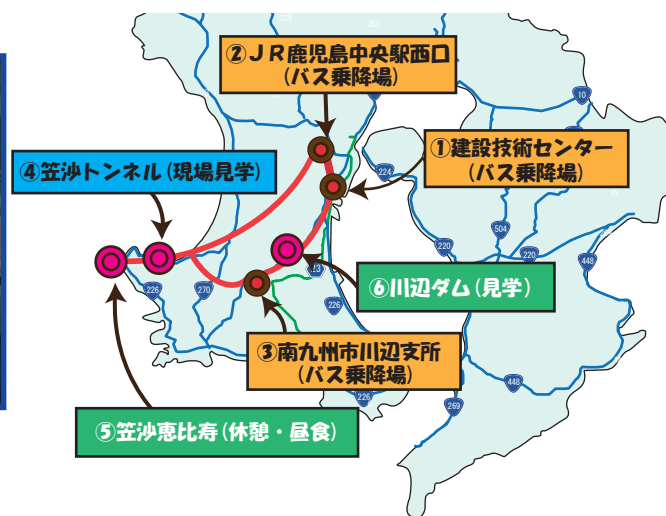 ②ＪＲ鹿児島中央駅西口
(バス乗降場)
10
①建設技術センター
(バス乗降場)
④笠沙トンネル(現場見学)
224
220
504
220
448
226
270
226
⑥川辺ダム(見学)
③南九州市川辺支所
(バス乗降場)
226
448
269
⑤笠沙恵比寿(休憩・昼食)